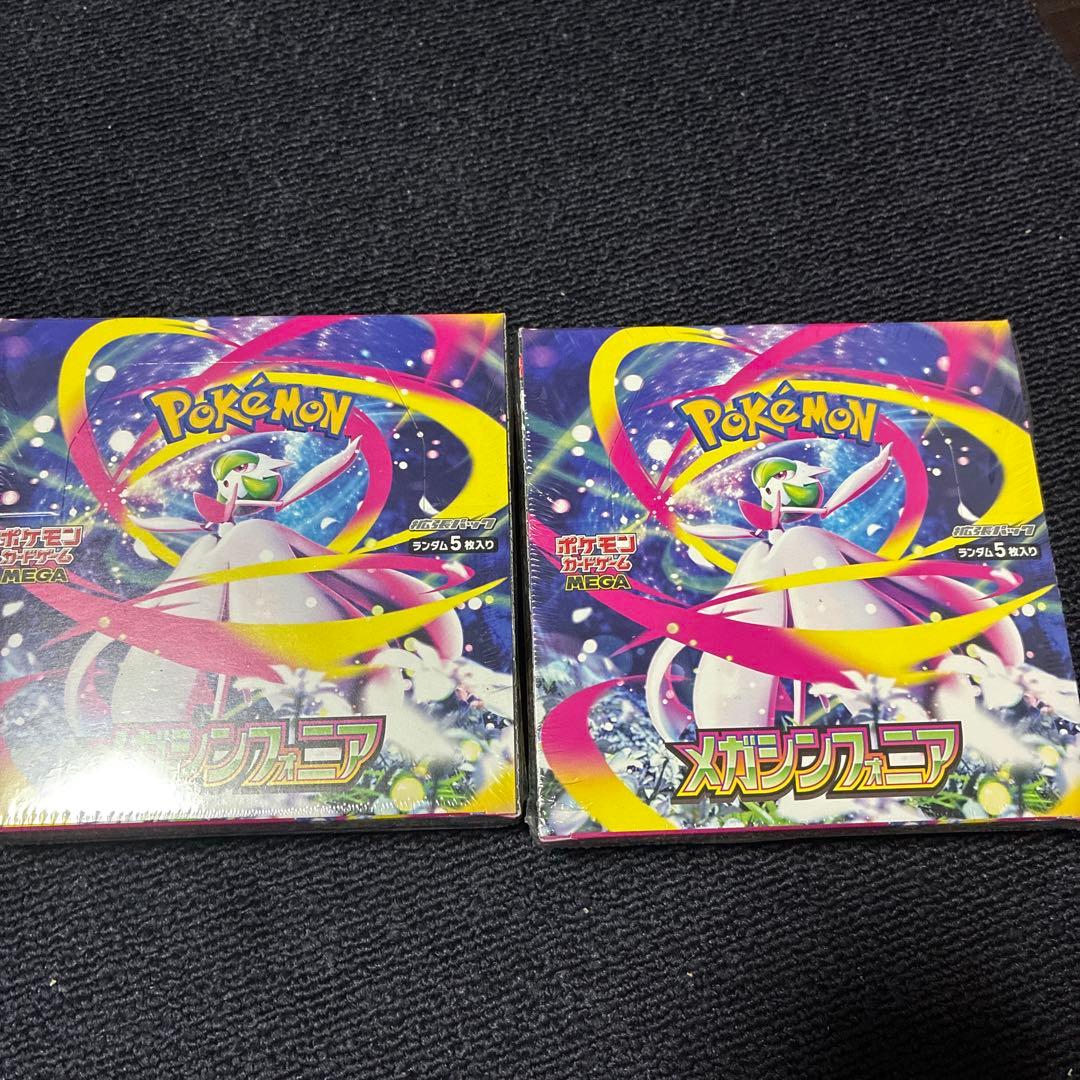 POKéMON
拡張パック
ランダム5枚入り
ポケモン
カードゲーム
MEGA
メガシンフォニア
POKéMON
拡張パック
ランダム5枚入り
ポケモン
カードゲーム
MEGA
メガシンフォニア